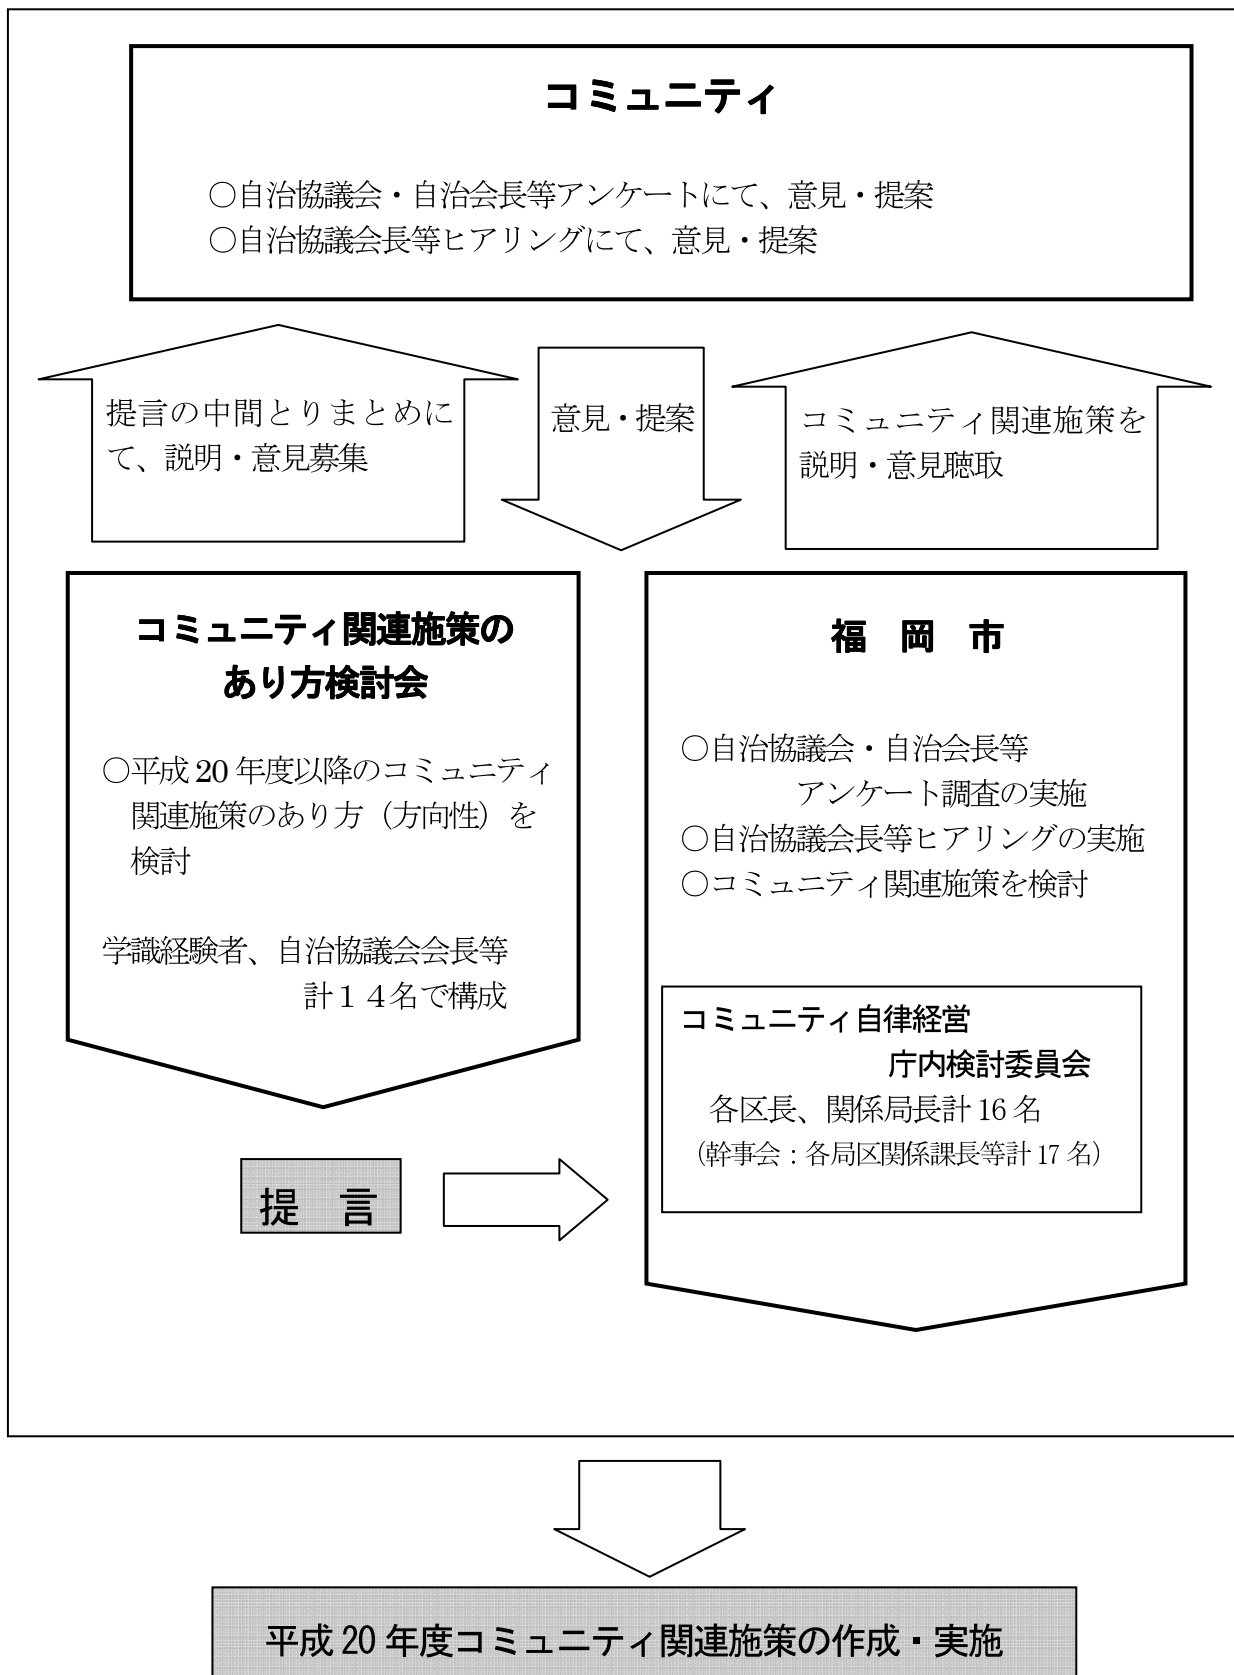 コミュニティ
○自治協議会・自治会長等アンケートにて、意見・提案
○自治協議会長等ヒアリングにて、意見・提案
提言の中間とりまとめに
て、説明・意見募集
意見・提案
コミュニティ関連施策を
説明・意見聴取
コミュニティ関連施策の
あり方検討会
○平成 20 年度以降のコミュニティ
関連施策のあり方（方向性）を
検討
学識経験者、自治協議会会長等
計１４名で構成
提　言
福　岡　市
○自治協議会・自治会長等
アンケート調査の実施
○自治協議会長等ヒアリングの実施
○コミュニティ関連施策を検討
コミュニティ自律経営
庁内検討委員会
各区長、関係局長計 16 名
（幹事会：各局区関係課長等計 17 名）
平成 20 年度コミュニティ関連施策の作成・実施